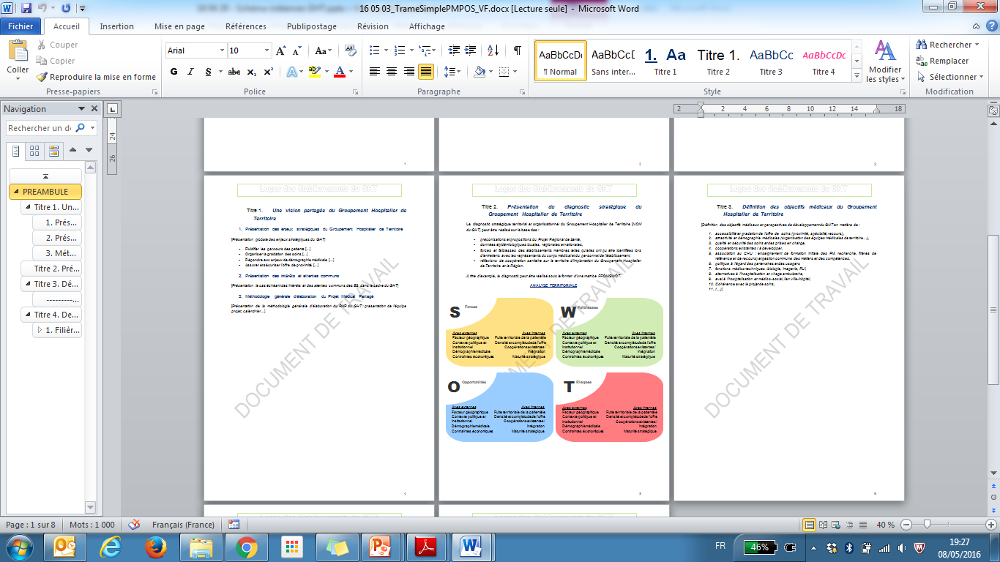 16 05 03_TrameSimplePMPOS_VF.docx [Lecture seule] - Microsoft Word
Fichier Accueil Insertion Mise en page Références Publipostage Révision Affichage
Coller
Couper
Copier
Reproduire la mise en forme
Presse-papiers
Arial 10
G I S abc x₂ x²
Police
Paragraphe
AaBbCcDc AaBbCcI 1. Aa Titre 1. AaBbCc AaBbCcDc
¶ Normal Sans inter... Titre 1 Titre 2 Titre 3 Titre 4
Style
Modifier les styles
Rechercher
Remplacer
Sélectionner
Modification
Navigation
Rechercher un d
PREAMBULE
Titre 1. Un...
1. Prés...
2. Prés...
3. Mét...
Titre 2. Pré...
Titre 3. Dé...
---------...
Titre 4. De...
1. Filièr...
2 2 4 6 8 10 12 14 18
24
26
Logos des établissements du GHT
Titre 1. Une vision partagée du Groupement Hospitalier de
Territoire
1. Présentation des enjeux stratégiques du Groupement Hospitalier de Territoire
[Présentation globale des enjeux stratégiques du GHT]
- Fluidifier les parcours des patients [...]
- Organiser la gradation des soins [...]
- Répondre aux enjeux de démographie médicale [...]
- Assurer et sécuriser l'offre de proximité [...]
2. Présentation des intérêts et attentes communs
[Présentation le cas échéant des intérêts et des attentes communs des ES, dans le cadre du GHT]
3. Méthodologie générale d'élaboration du Projet Médical Partagé
[Présentation de la méthodologie générale d'élaboration du PMP du GHT : présentation de l'équipe
projet, calendrier...]
DOCUMENT DE TRAVAIL
4
Logos des établissements du GHT
Titre 2. Présentation du diagnostic stratégique du
Groupement Hospitalier de Territoire
Le diagnostic stratégique territorial et organisationnel du Groupement Hospitalier de Territoire [NOM
du GHT] peut être réalisé sur la base des :
- préconisations et propositions du Projet Régional de Santé,
- données épidémiologiques locales, régionales et nationales,
- forces et faiblesses des établissements membres telles qu'elles ont pu être identifiées lors
d'entretiens avec les représentants du corps médical et du personnel de l'établissement,
- réflexions de coopération sanitaire sur le territoire d'implantation du Groupement Hospitalier
de Territoire et la Région.
A titre d'exemple, le diagnostic peut être réalisé sous le format d'une matrice FFOM/SWOT.
ANALYSE TERRITORIALE
S Forces
Axes externes Axes internes
Facteur géographique Fuite territoriale de la patientèle
Contexte politique et Densité et complétude de l'offre
institutionnel Coopérations existantes /
Démographie médicale Intégration
Contraintes économiques Maturité stratégique
W Faiblesses
Axes externes Axes internes
Facteur géographique Fuite territoriale de la patientèle
Contexte politique et Densité et complétude de l'offre
institutionnel Coopérations existantes /
Démographie médicale Intégration
Contraintes économiques Maturité stratégique
O Opportunités
Axes externes Axes internes
Facteur géographique Fuite territoriale de la patientèle
Contexte politique et Densité et complétude de l'offre
institutionnel Coopérations existantes /
Démographie médicale Intégration
Contraintes économiques Maturité stratégique
T Risques
Axes externes Axes internes
Facteur géographique Fuite territoriale de la patientèle
Contexte politique et Densité et complétude de l'offre
institutionnel Coopérations existantes /
Démographie médicale Intégration
Contraintes économiques Maturité stratégique
DOCUMENT DE TRAVAIL
5
Logos des établissements du GHT
Titre 3. Définition des objectifs médicaux du Groupement
Hospitalier de Territoire
[Définition des objectifs médicaux et perspectives de développement du GHT en matière de :
1. accessibilité et gradation de l'offre de soins (proximité, spécialité, recours),
2. attractivité et démographie médicales (organisation des équipes médicales de territoire...),
3. qualité et sécurité des soins et des prises en charge,
4. coopérations existantes / à développer,
5. association au CHU : enseignement de formation initiale des PM, recherche, filières de
référence et de recours) et gestion commune des métiers et des compétences,
6. politique à l'égard des partenaires et des usagers
7. fonctions médico-techniques : biologie, imagerie, PUI,
8. alternatives à l'hospitalisation et virage ambulatoire,
9. aval à l'hospitalisation et médico-social, lien ville-hôpital,
10. Cohérence avec le projet de soins,
11. (...)]
DOCUMENT DE TRAVAIL
6
Page : 1 sur 8 Mots : 1 000 Français (France) 40 %
FR 46% 19:27
08/05/2016